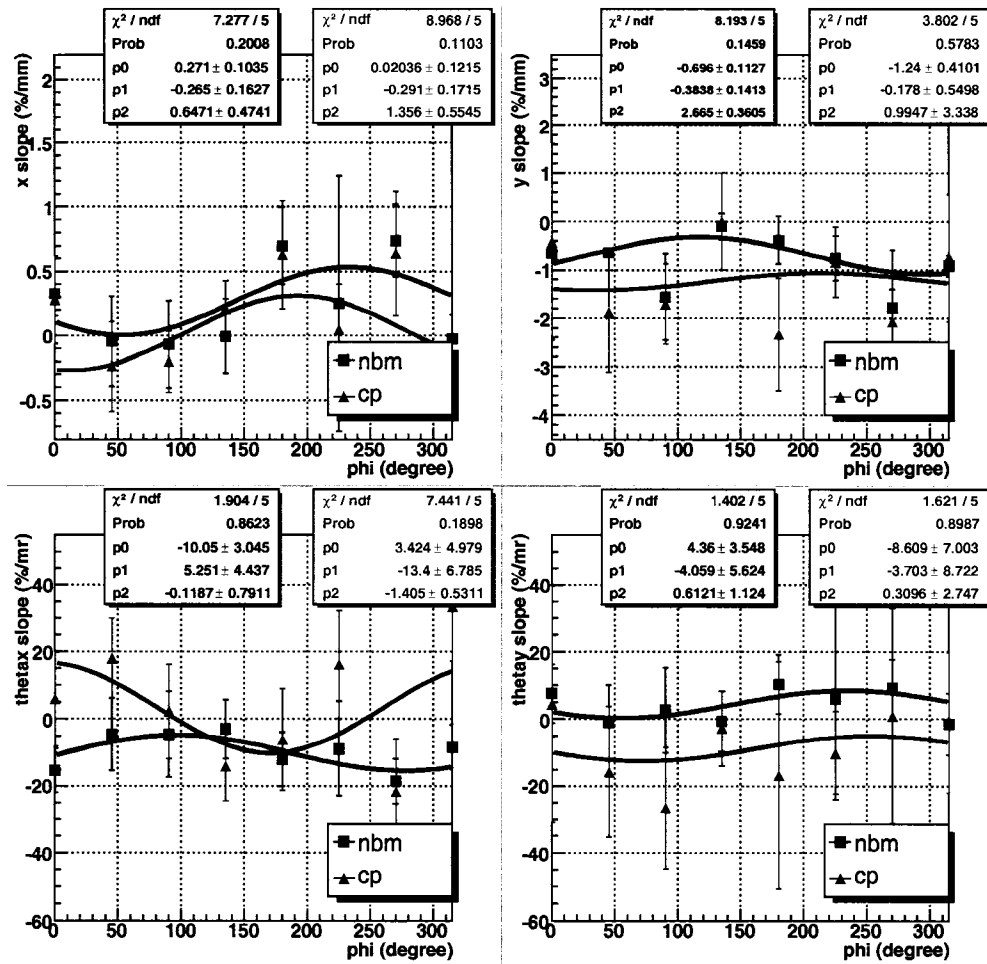 χ² / ndf 7.277 / 5
Prob 0.2008
p0 0.271 ± 0.1035
p1 -0.265 ± 0.1627
p2 0.6471 ± 0.4741
χ² / ndf 8.968 / 5
Prob 0.1103
p0 0.02036 ± 0.1215
p1 -0.291 ± 0.1715
p2 1.356 ± 0.5545
x slope (%/mm)
2
1.5
1
0.5
0
-0.5
0 50 100 150 200 250 300
phi (degree)
nbm
cp
χ² / ndf 8.193 / 5
Prob 0.1459
p0 -0.696 ± 0.1127
p1 -0.3838 ± 0.1413
p2 2.665 ± 0.3605
χ² / ndf 3.802 / 5
Prob 0.5783
p0 -1.24 ± 0.4101
p1 -0.178 ± 0.5498
p2 0.9947 ± 3.338
y slope (%/mm)
3
2
1
0
-1
-2
-3
-4
0 50 100 150 200 250 300
phi (degree)
nbm
cp
χ² / ndf 1.904 / 5
Prob 0.8623
p0 -10.05 ± 3.045
p1 5.251 ± 4.437
p2 -0.1187 ± 0.7911
χ² / ndf 7.441 / 5
Prob 0.1898
p0 3.424 ± 4.979
p1 -13.4 ± 6.785
p2 -1.405 ± 0.5311
thetax slope (%/mr)
40
20
0
-20
-40
-60
0 50 100 150 200 250 300
phi (degree)
nbm
cp
χ² / ndf 1.402 / 5
Prob 0.9241
p0 4.36 ± 3.548
p1 -4.059 ± 5.624
p2 0.6121 ± 1.124
χ² / ndf 1.621 / 5
Prob 0.8987
p0 -8.609 ± 7.003
p1 -3.703 ± 8.722
p2 0.3096 ± 2.747
thetay slope (%/mr)
40
20
0
-20
-40
-60
0 50 100 150 200 250 300
phi (degree)
nbm
cp